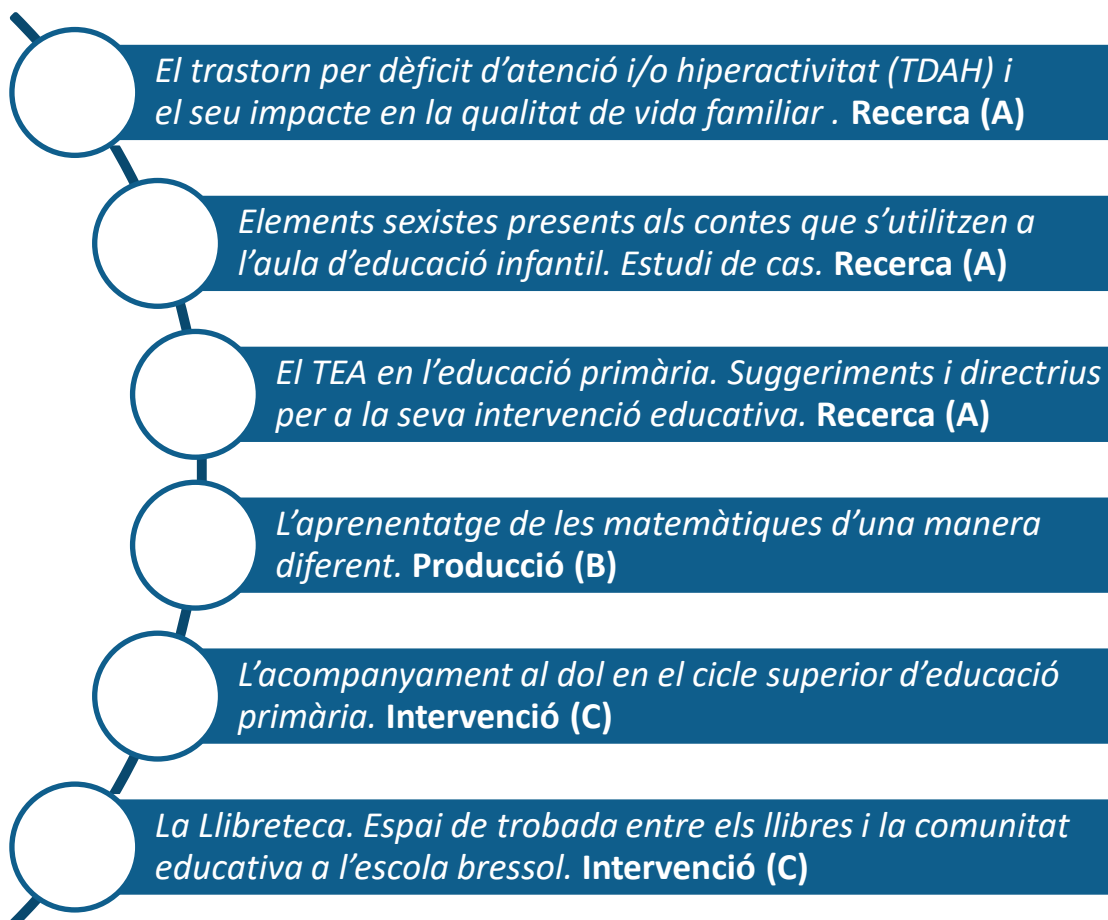 El trastorn per dèficit d'atenció i/o hiperactivitat (TDAH) i
el seu impacte en la qualitat de vida familiar . Recerca (A)
Elements sexistes presents als contes que s'utilitzen a
l'aula d'educació infantil. Estudi de cas. Recerca (A)
El TEA en l'educació primària. Suggeriments i directrius
per a la seva intervenció educativa. Recerca (A)
L'aprenentatge de les matemàtiques d'una manera
diferent. Producció (B)
L'acompanyament al dol en el cicle superior d'educació
primària. Intervenció (C)
La Llibreteca. Espai de trobada entre els llibres i la comunitat
educativa a l'escola bressol. Intervenció (C)